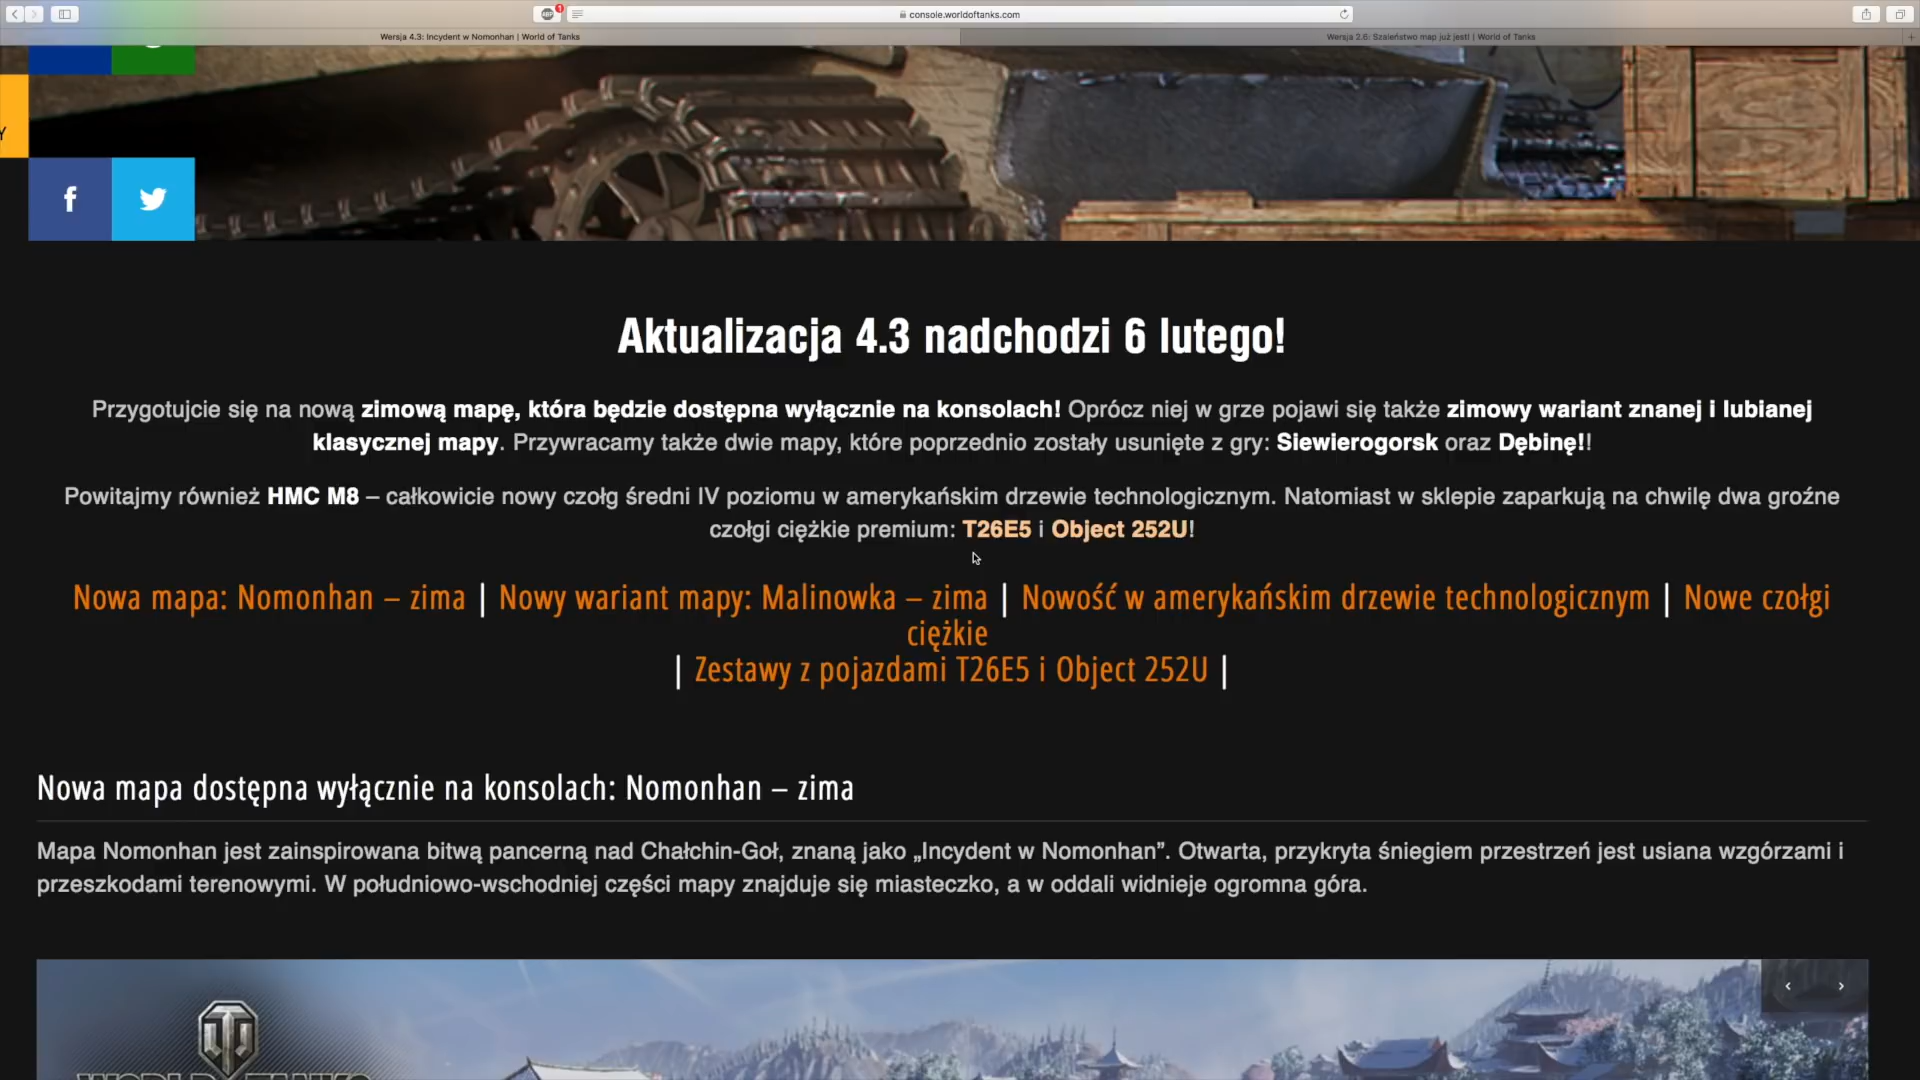 console.worldoftanks.com
Wersja 4.3: Incydent w Nomonhan | World of Tanks
Wersja 2.6: Szaleństwo map już jest! | World of Tanks
Y
Aktualizacja 4.3 nadchodzi 6 lutego!
Przygotujcie się na nową zimową mapę, która będzie dostępna wyłącznie na konsolach! Oprócz niej w grze pojawi się także zimowy wariant znanej i lubianej
klasycznej mapy. Przywracamy także dwie mapy, które poprzednio zostały usunięte z gry: Siewierogorsk oraz Dębinę!!
Powitajmy również HMC M8 – całkowicie nowy czołg średni IV poziomu w amerykańskim drzewie technologicznym. Natomiast w sklepie zaparkują na chwilę dwa groźne
czołgi ciężkie premium: T26E5 i Object 252U!
Nowa mapa: Nomonhan – zima | Nowy wariant mapy: Malinowka – zima | Nowość w amerykańskim drzewie technologicznym | Nowe czołgi
ciężkie
| Zestawy z pojazdami T26E5 i Object 252U |
Nowa mapa dostępna wyłącznie na konsolach: Nomonhan – zima
Mapa Nomonhan jest zainspirowana bitwą pancerną nad Chałchin-Goł, znaną jako „Incydent w Nomonhan”. Otwarta, przykryta śniegiem przestrzeń jest usiana wzgórzami i
przeszkodami terenowymi. W południowo-wschodniej części mapy znajduje się miasteczko, a w oddali widnieje ogromna góra.
WORLD OF TANKS